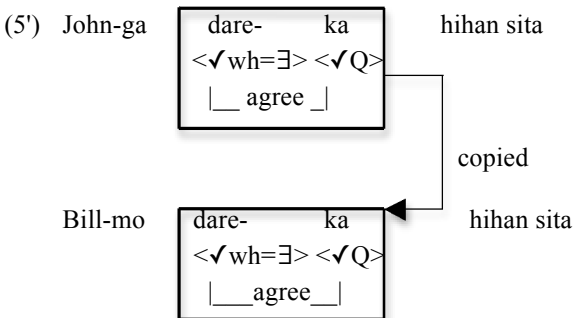 (5') John-ga dare- ka hihan sita
<✓wh=∃> <✓Q>
|__ agree _|
copied
Bill-mo dare- ka hihan sita
<✓wh=∃> <✓Q>
|___agree__|